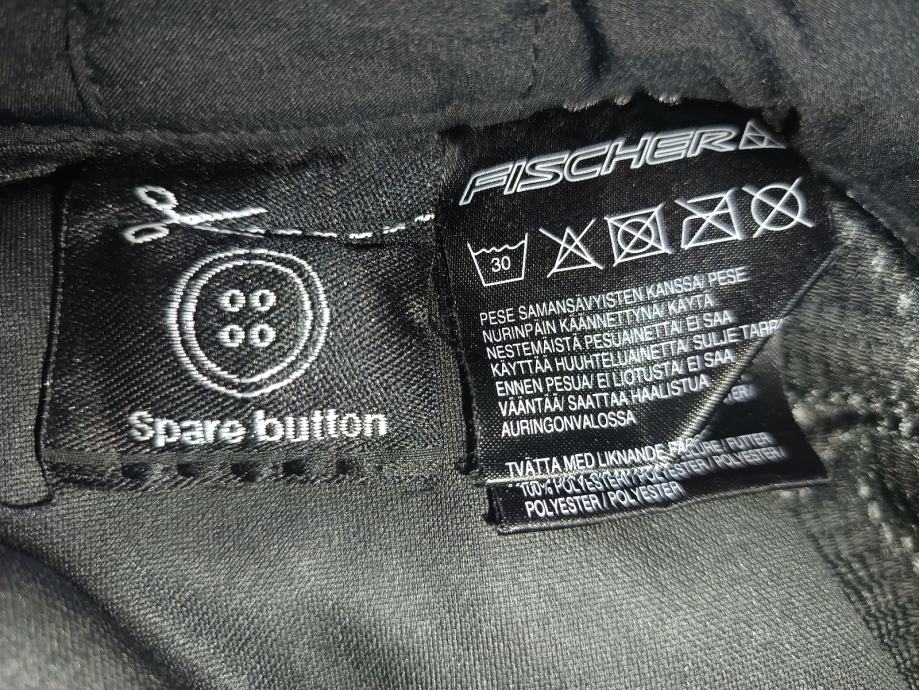 Spare button
FISCHER
30
PESE SAMANSÄVYISTEN KANSSA/ PESE
NURINPÄIN KÄÄNNETTYNÄ/ KÄYTÄ
NESTEMÄISTÄ PESUAINETTA/ EI SAA
KÄYTTÄÄ HUUHTELUAINETTA/ SULJE TARR
ENNEN PESUA/ EI LIOTUSTA/ EI SAA
VÄÄNTÄÄ/ SAATTAA HAALISTUA
AURINGONVALOSSA
TVÄTTA MED LIKNANDE
FUTTER
100% POLYESTER/ POLYESTER / POLYESTER /
POLYESTER / POLYESTER